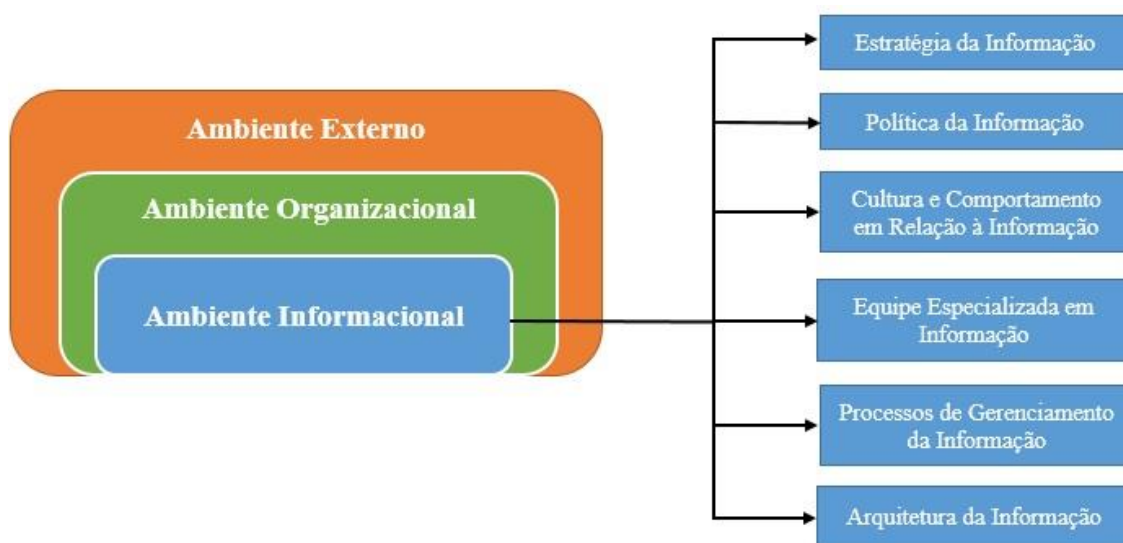 Ambiente Externo
Ambiente Organizacional
Ambiente Informacional
Estratégia da Informação
Política da Informação
Cultura e Comportamento
em Relação à Informação
Equipe Especializada em
Informação
Processos de Gerenciamento
da Informação
Arquitetura da Informação